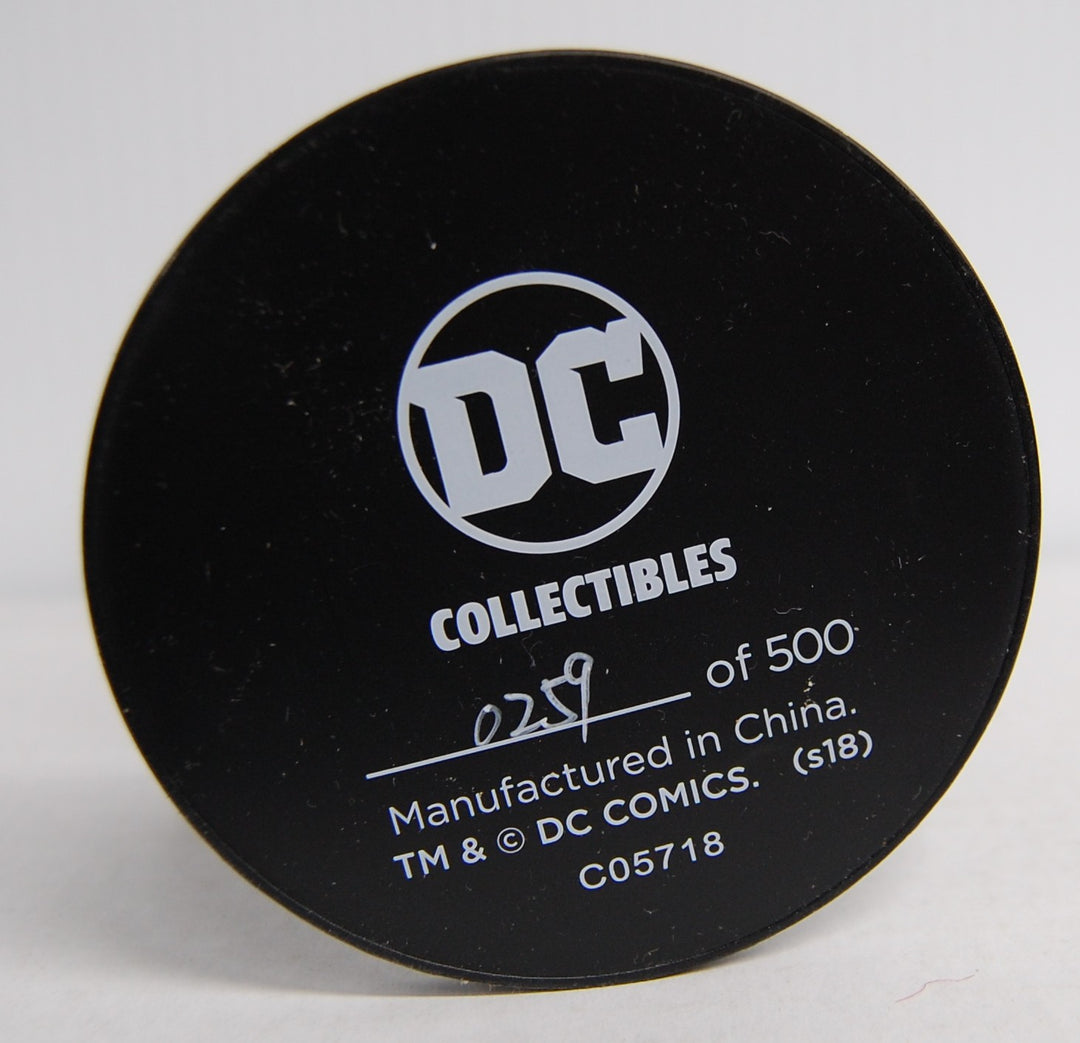 DC
COLLECTIBLES
0259 of 500
Manufactured in China.
TM & © DC COMICS. (s18)
C05718